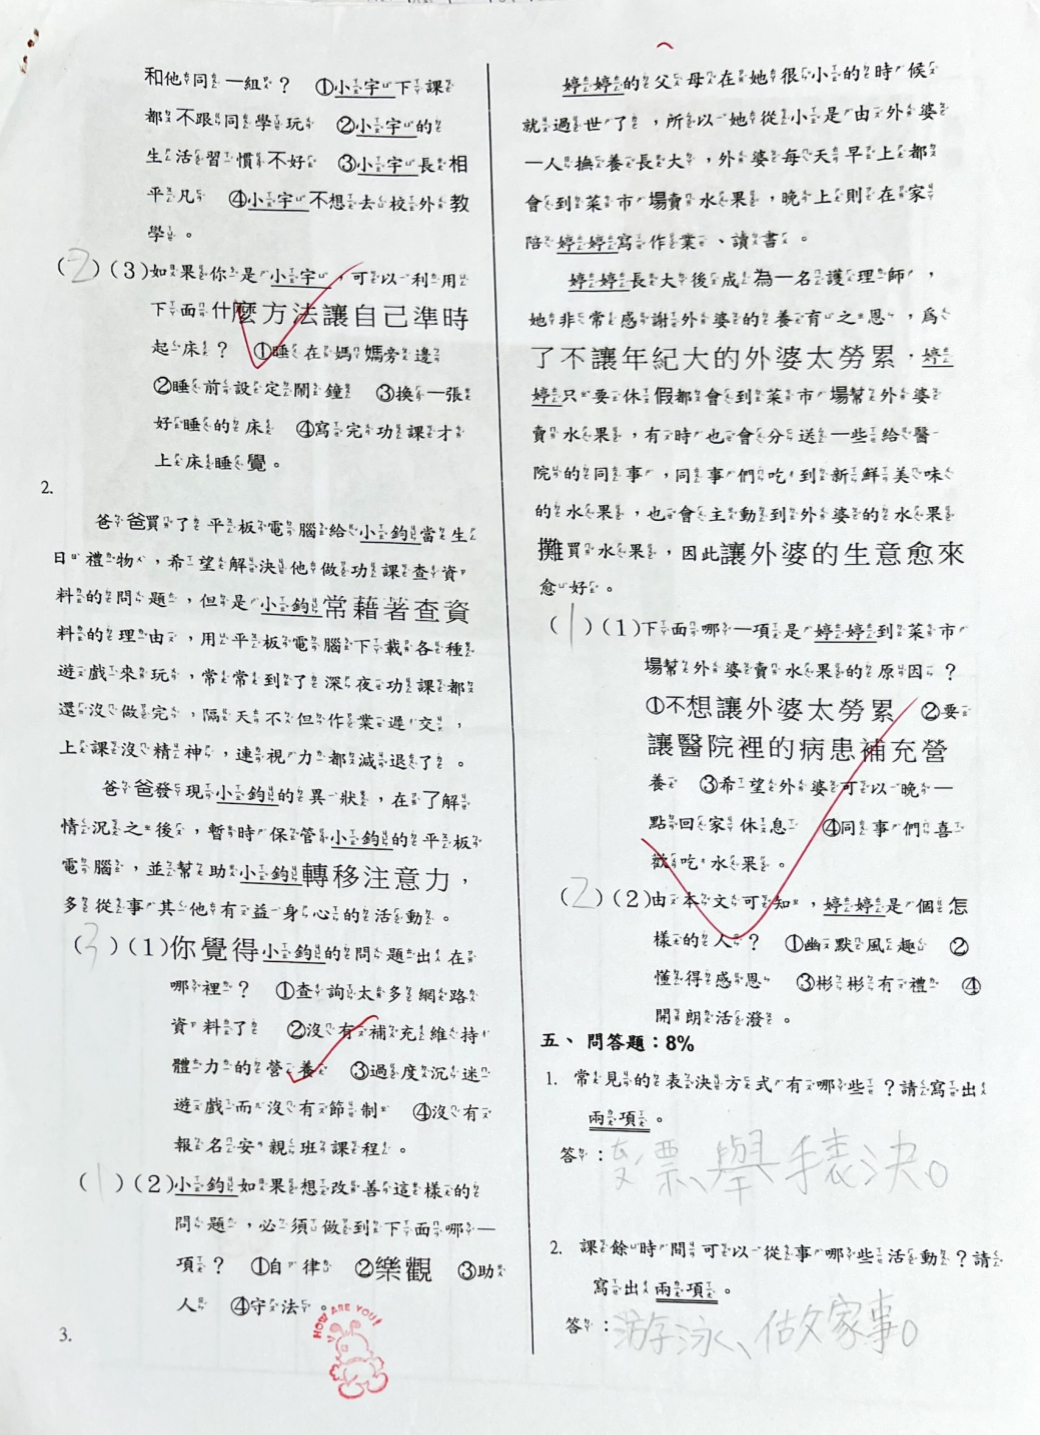 和他同一組？　①小宇下課
都不跟同學玩　②小宇的
生活習慣不好　③小宇長相
平凡　④小宇不想去校外教
學。
(2)(3)如果你是小宇，可以利用
下面什麼方法讓自己準時
起床？　①睡在媽媽旁邊
②睡前設定鬧鐘　③換一張
好睡的床　④寫完功課才
上床睡覺。
2.
爸爸買了平板電腦給小鈞當生
日禮物，希望解決他做功課查資
料的問題，但是小鈞常藉著查資
料的理由，用平板電腦下載各種
遊戲來玩，常常到了深夜功課都
還沒做完，隔天不但作業遲交，
上課沒精神，連視力都減退了。
爸爸發現小鈞的異狀，在了解
情況之後，暫時保管小鈞的平板
電腦，並幫助小鈞轉移注意力，
多從事其他有益身心的活動。
(3)(1)你覺得小鈞的問題出在
哪裡？　①查詢太多網路
資料了　②沒有補充維持
體力的營養　③過度沉迷
遊戲而沒有節制　④沒有
報名安親班課程。
(1)(2)小鈞如果想改善這樣的
問題，必須做到下面哪一
項？　①自律　②樂觀　③助
人　④守法。
HOW ARE YOU!
3.
婷婷的父母在她很小的時候
就過世了，所以她從小是由外婆
一人撫養長大，外婆每天早上都
會到菜市場賣水果，晚上則在家
陪婷婷寫作業、讀書。
婷婷長大後成為一名護理師，
她非常感謝外婆的養育之恩，為
了不讓年紀大的外婆太勞累，婷
婷只要休假都會到菜市場幫外婆
賣水果，有時也會分送一些給醫
院的同事，同事們吃到新鮮美味
的水果，也會主動到外婆的水果
攤買水果，因此讓外婆的生意愈來
愈好。
(1)(1)下面哪一項是婷婷到菜市
場幫外婆賣水果的原因？
①不想讓外婆太勞累　②要
讓醫院裡的病患補充營
養　③希望外婆可以晚一
點回家休息　④同事們喜
歡吃水果。
(2)(2)由本文可知，婷婷是個怎
樣的人？　①幽默風趣　②
懂得感恩　③彬彬有禮　④
開朗活潑。
五、問答題：8%
1. 常見的表決方式有哪些？請寫出
兩項。
答：ㄊㄡˊ票、舉手表決。
2. 課餘時間可以從事哪些活動？請
寫出兩項。
答：游泳、做家事。